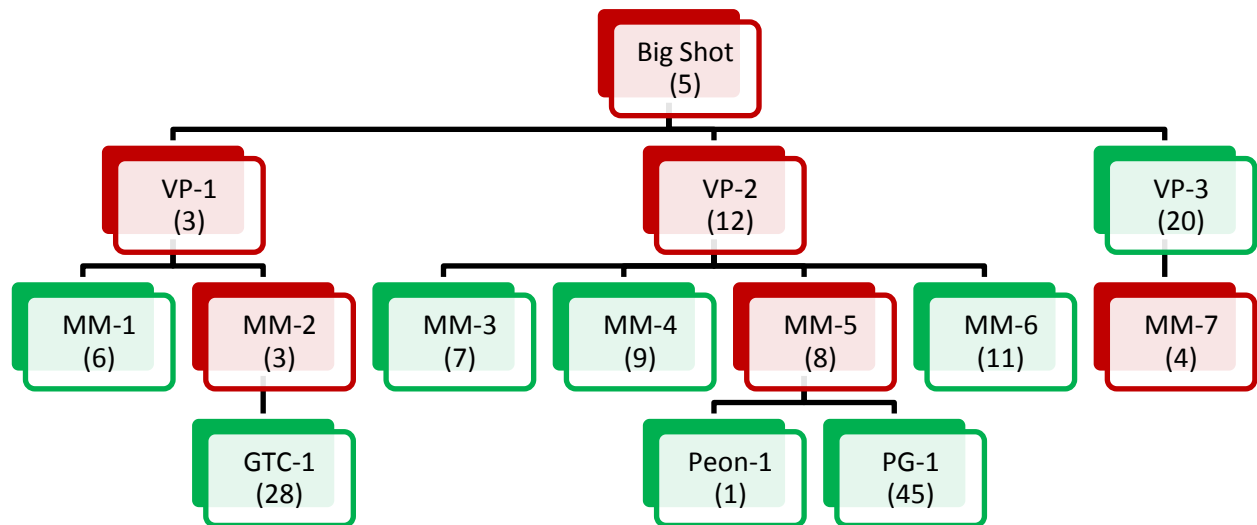 Big Shot
(5)
VP-1
(3)
VP-2
(12)
VP-3
(20)
MM-1
(6)
MM-2
(3)
MM-3
(7)
MM-4
(9)
MM-5
(8)
MM-6
(11)
MM-7
(4)
GTC-1
(28)
Peon-1
(1)
PG-1
(45)